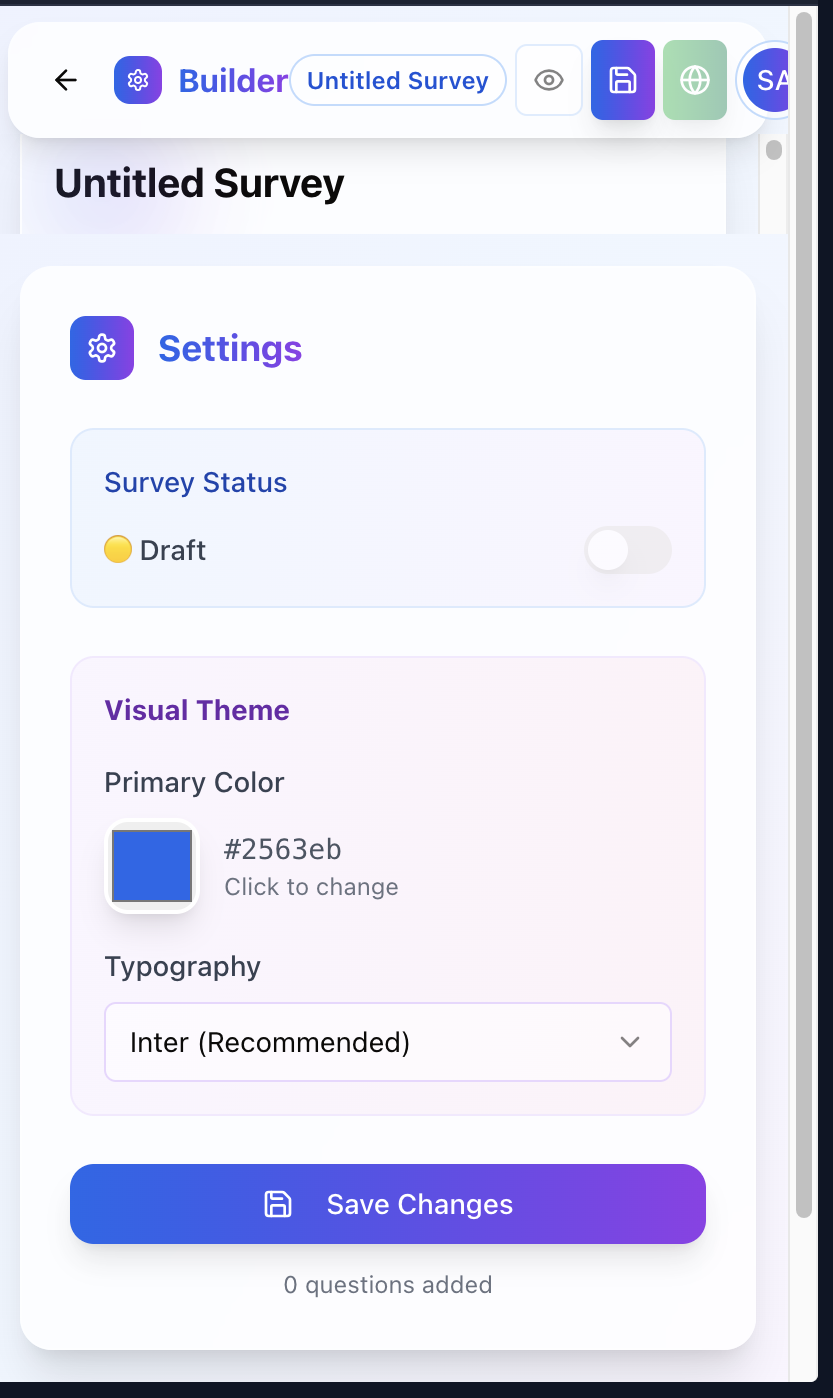 Builder
Untitled Survey
SA
Untitled Survey
Settings
Survey Status
Draft
Visual Theme
Primary Color
#2563eb
Click to change
Typography
Inter (Recommended)
Save Changes
0 questions added